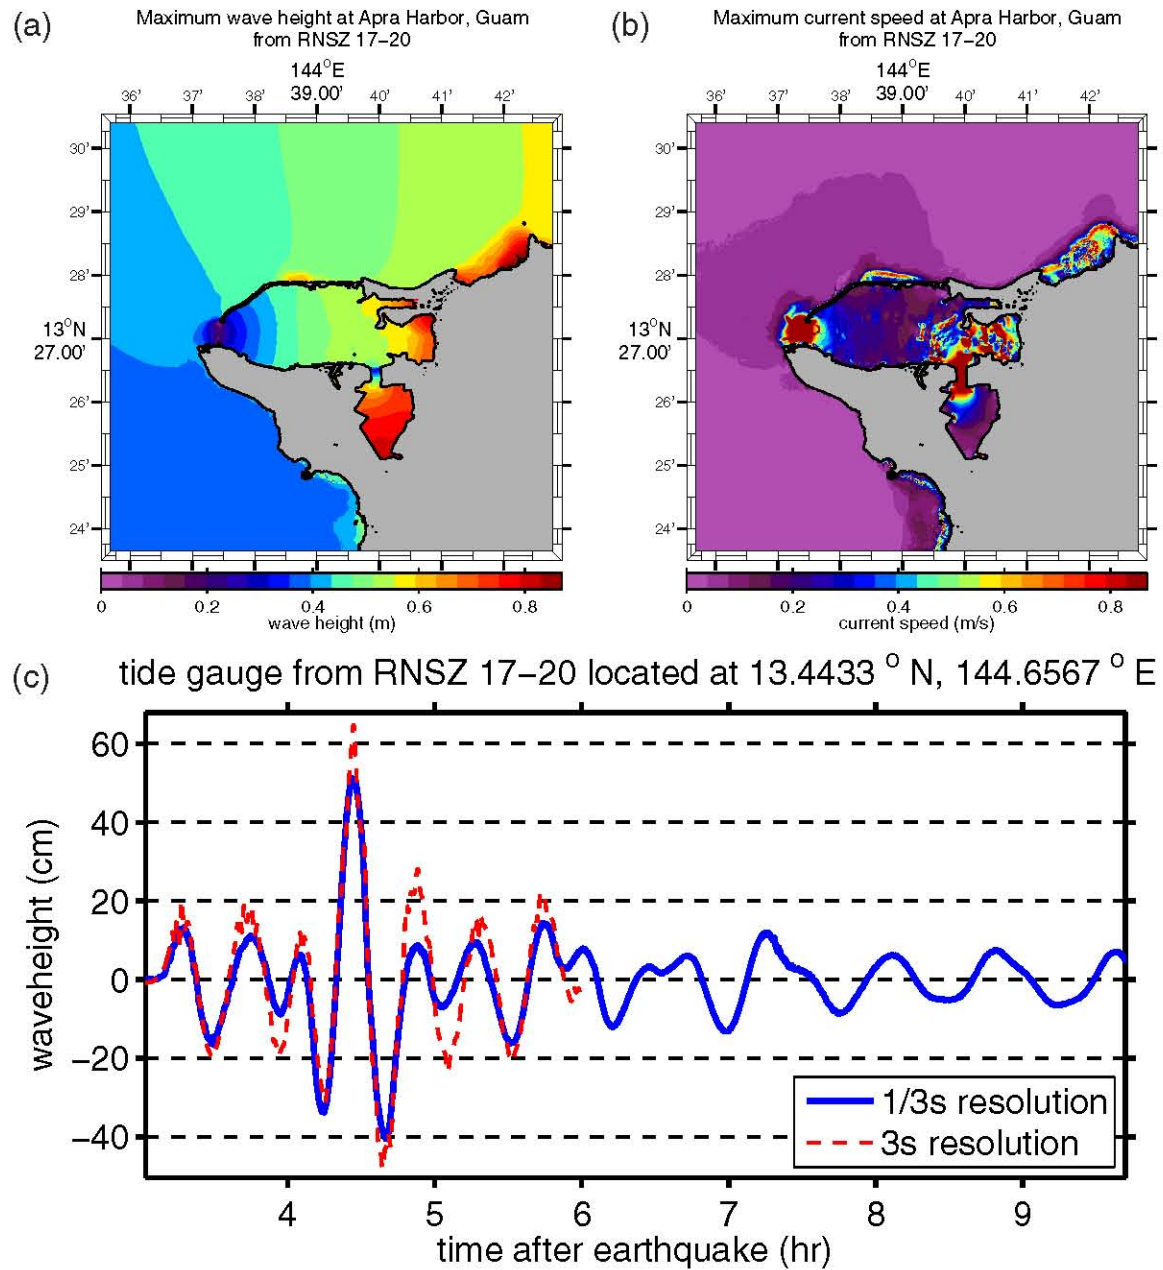 (a)
Maximum wave height at Apra Harbor, Guam
from RNSZ 17−20
144°E
39.00'
36' 37' 38' 40' 41' 42'
30'
29'
28'
13°N
27.00'
26'
25'
24'
0 0.2 0.4 0.6 0.8
wave height (m)
(b)
Maximum current speed at Apra Harbor, Guam
from RNSZ 17−20
144°E
39.00'
36' 37' 38' 40' 41' 42'
30'
29'
28'
13°N
27.00'
26'
25'
24'
0 0.2 0.4 0.6 0.8
current speed (m/s)
(c)
tide gauge from RNSZ 17−20 located at 13.4433 ° N, 144.6567 ° E
waveheight (cm)
60
40
20
0
−20
−40
1/3s resolution
3s resolution
4 5 6 7 8 9
time after earthquake (hr)